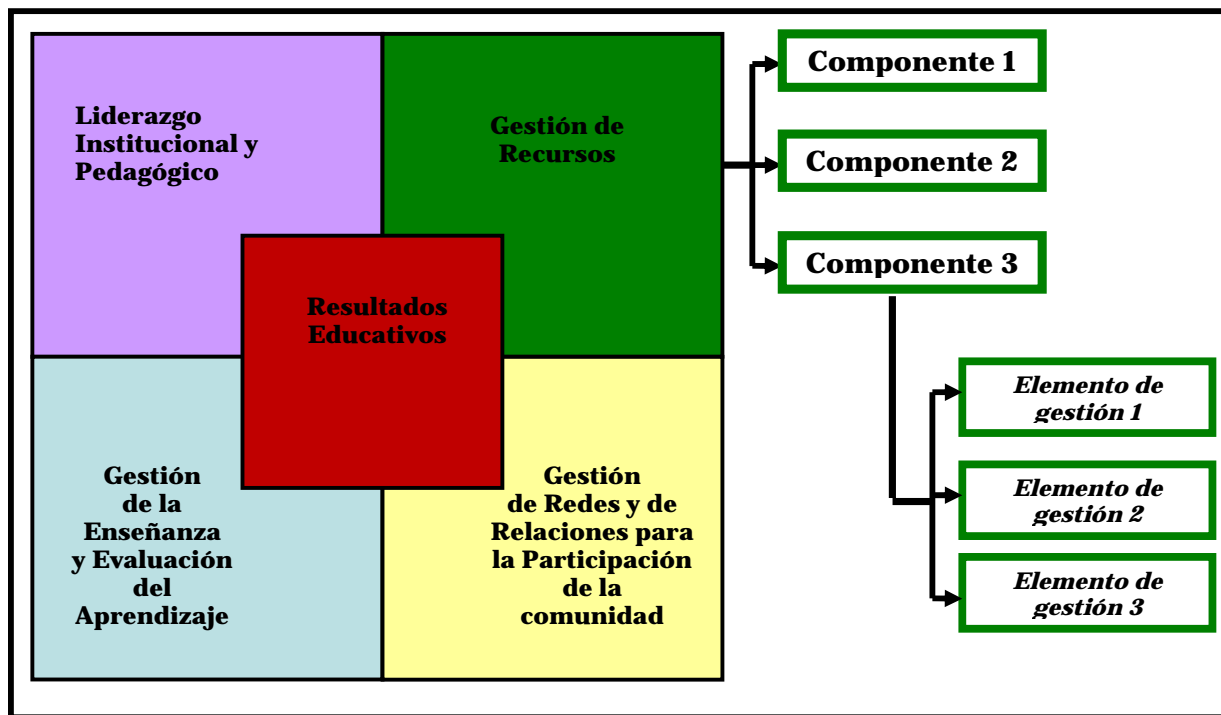 Liderazgo
Institucional y
Pedagógico
Gestión de
Recursos
Resultados
Educativos
Gestión
de la
Enseñanza
y Evaluación
del
Aprendizaje
Gestión
de Redes y de
Relaciones para
la Participación
de la
comunidad
Componente 1
Componente 2
Componente 3
Elemento de
gestión 1
Elemento de
gestión 2
Elemento de
gestión 3